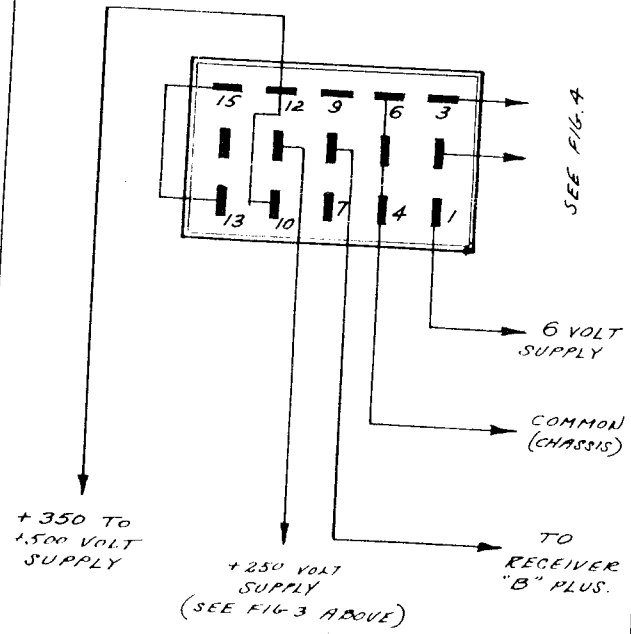 15 12 9 6 3
13 10 7 4 1
SEE FIG. 4
6 VOLT
SUPPLY
COMMON
(CHASSIS)
TO
RECEIVER
"B" PLUS.
+ 350 TO
+500 VOLT
SUPPLY
+ 250 VOLT
SUPPLY
(SEE FIG 3 ABOVE)